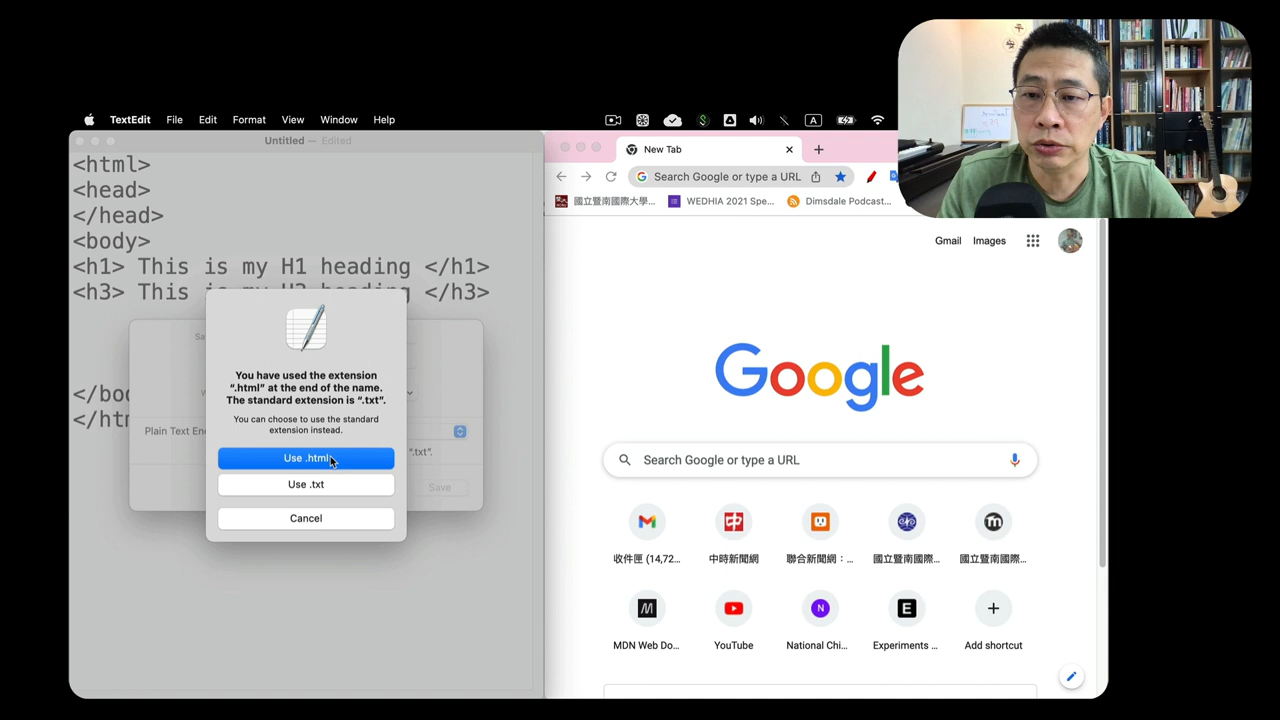 TextEdit File Edit Format View Window Help
A
Untitled — Edited
<html>
<head>
</head>
<body>
<h1> This is my H1 heading </h1>
<h3> This is my H3 heading </h3>
</bo
</htm
Sa
Plain Text En
".txt".
Save
You have used the extension
“.html” at the end of the name.
The standard extension is “.txt”.
You can choose to use the standard
extension instead.
Use .html
Use .txt
Cancel
New Tab
Search Google or type a URL
國立暨南國際大學... WEDHIA 2021 Spe... Dimsdale Podcast...
Gmail Images
Google
Search Google or type a URL
收件匣 (14,72... 中時新聞網 聯合新聞網：... 國立暨南國際... 國立暨南國際...
MDN Web Do... YouTube National Chi... Experiments ... Add shortcut